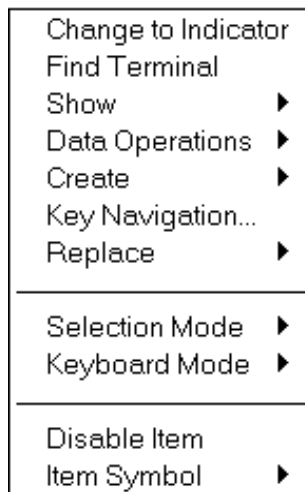 Change to Indicator
Find Terminal
Show
Data Operations
Create
Key Navigation...
Replace
Selection Mode
Keyboard Mode
Disable Item
Item Symbol